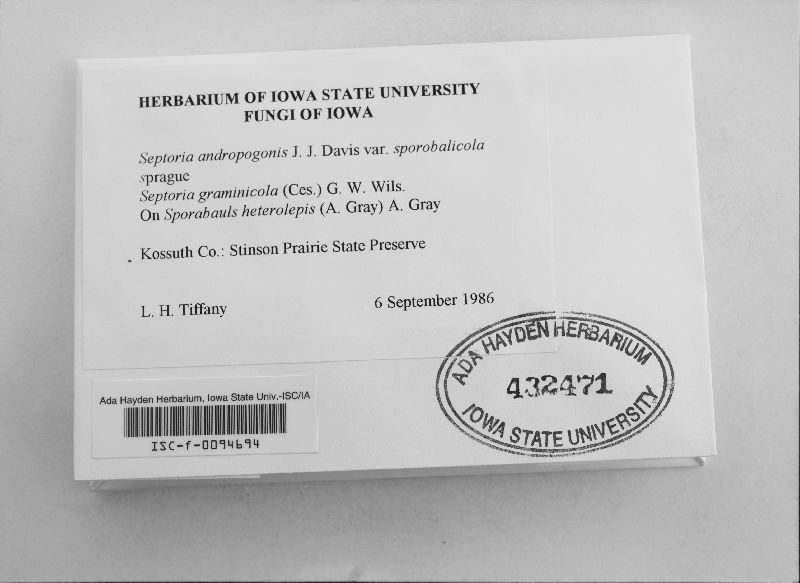 HERBARIUM OF IOWA STATE UNIVERSITY
FUNGI OF IOWA
Septoria andropogonis J. J. Davis var. sporobalicola
sprague
Septoria graminicola (Ces.) G. W. Wils.
On Sporabauls heterolepis (A. Gray) A. Gray
Kossuth Co.: Stinson Prairie State Preserve
L. H. Tiffany 6 September 1986
Ada Hayden Herbarium, Iowa State Univ.-ISC/IA
ISC-f-0094694
ADA HAYDEN HERBARIUM
432471
IOWA STATE UNIVERSITY